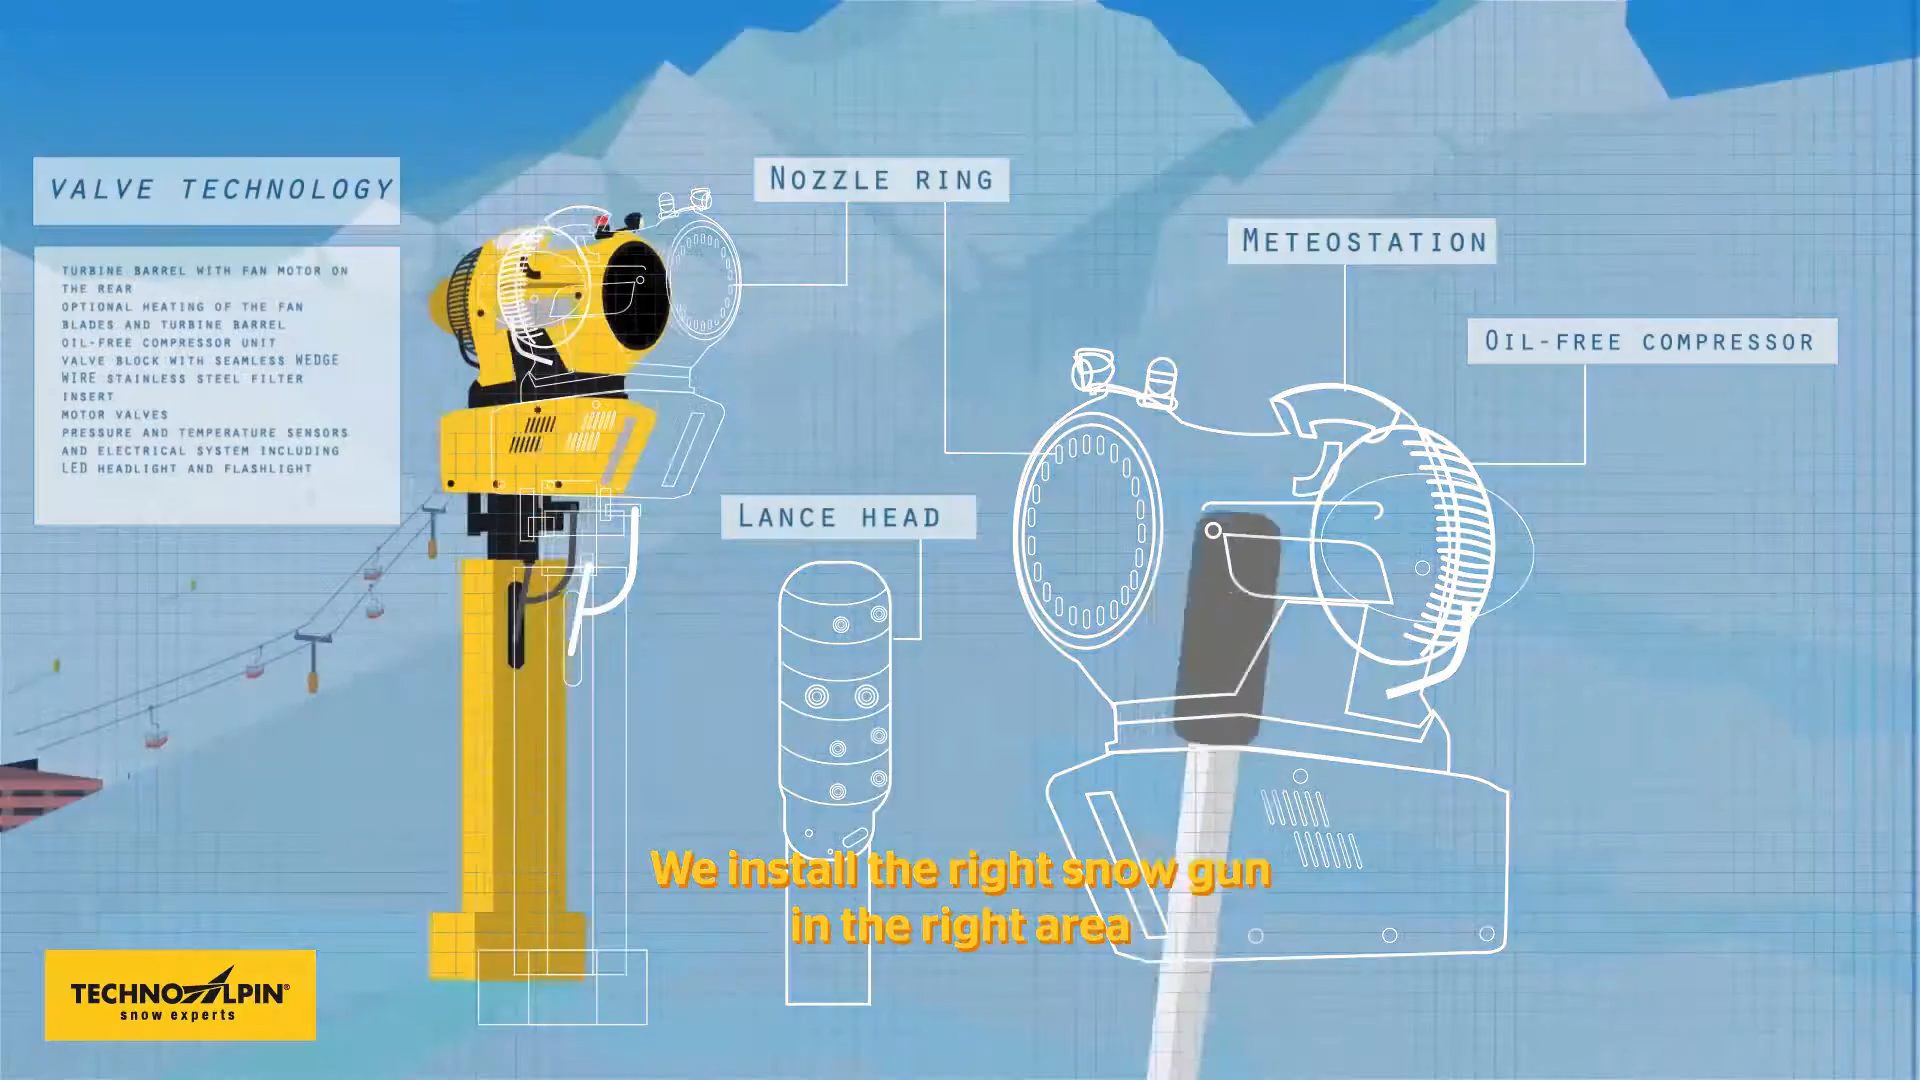 VALVE TECHNOLOGY
TURBINE BARREL WITH FAN MOTOR ON
THE REAR
OPTIONAL HEATING OF THE FAN
BLADES AND TURBINE BARREL
OIL-FREE COMPRESSOR UNIT
VALVE BLOCK WITH SEAMLESS WEDGE
WIRE STAINLESS STEEL FILTER
INSERT
MOTOR VALVES
PRESSURE AND TEMPERATURE SENSORS
AND ELECTRICAL SYSTEM INCLUDING
LED HEADLIGHT AND FLASHLIGHT
NOZZLE RING
METEOSTATION
OIL-FREE COMPRESSOR
LANCE HEAD
We install the right snow gun
in the right area
TECHNOALPIN®
snow experts